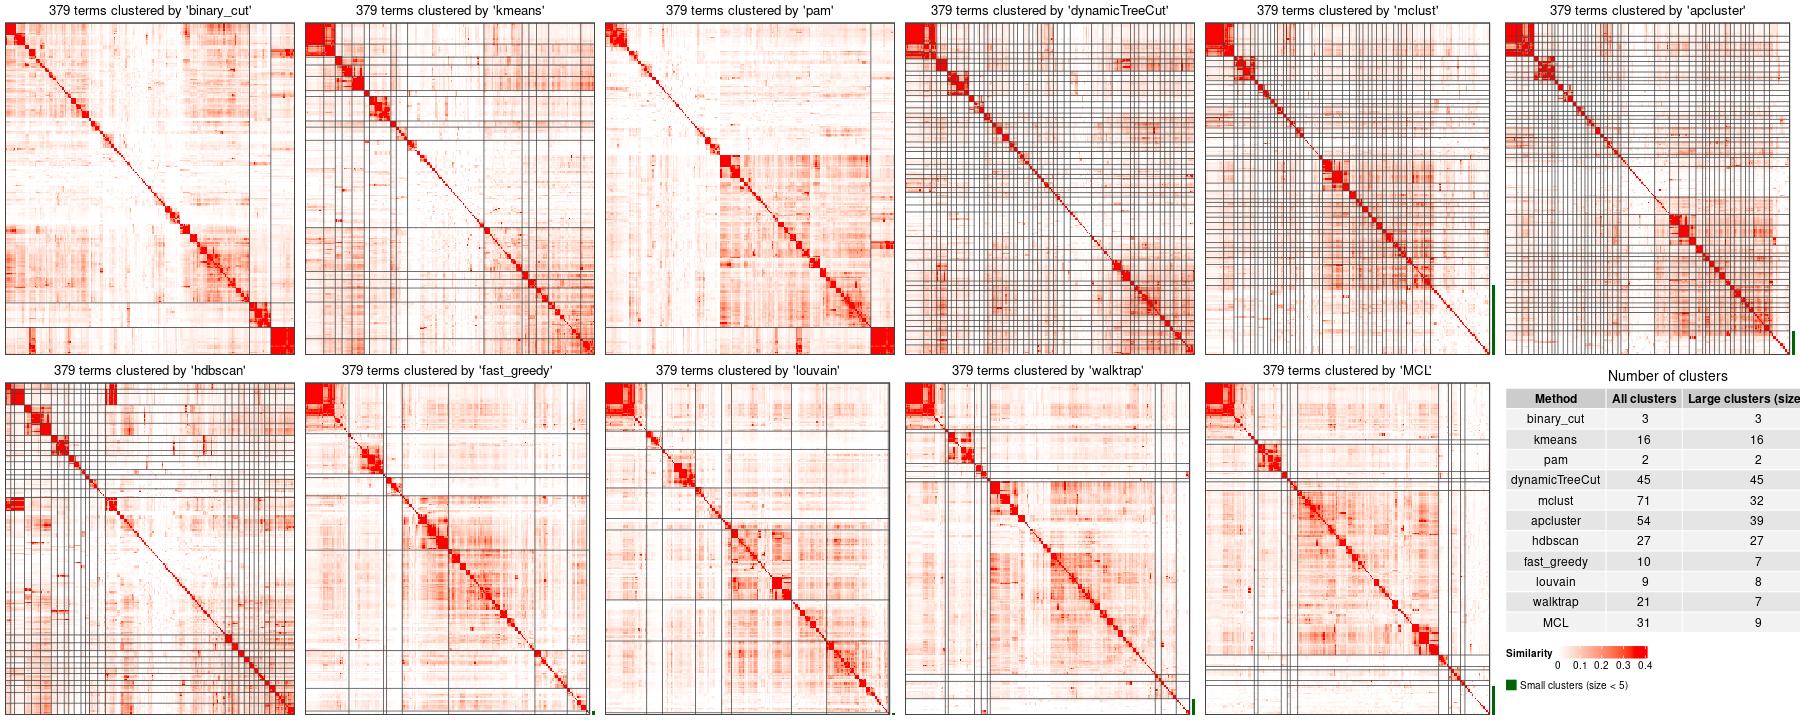 379 terms clustered by 'binary_cut'
379 terms clustered by 'kmeans'
379 terms clustered by 'pam'
379 terms clustered by 'dynamicTreeCut'
379 terms clustered by 'mclust'
379 terms clustered by 'apcluster'
379 terms clustered by 'hdbscan'
379 terms clustered by 'fast_greedy'
379 terms clustered by 'louvain'
379 terms clustered by 'walktrap'
379 terms clustered by 'MCL'
Number of clusters
Method All clusters Large clusters (size
binary_cut 3 3
kmeans 16 16
pam 2 2
dynamicTreeCut 45 45
mclust 71 32
apcluster 54 39
hdbscan 27 27
fast_greedy 10 7
louvain 9 8
walktrap 21 7
MCL 31 9
Similarity
0 0.1 0.2 0.3 0.4
Small clusters (size < 5)